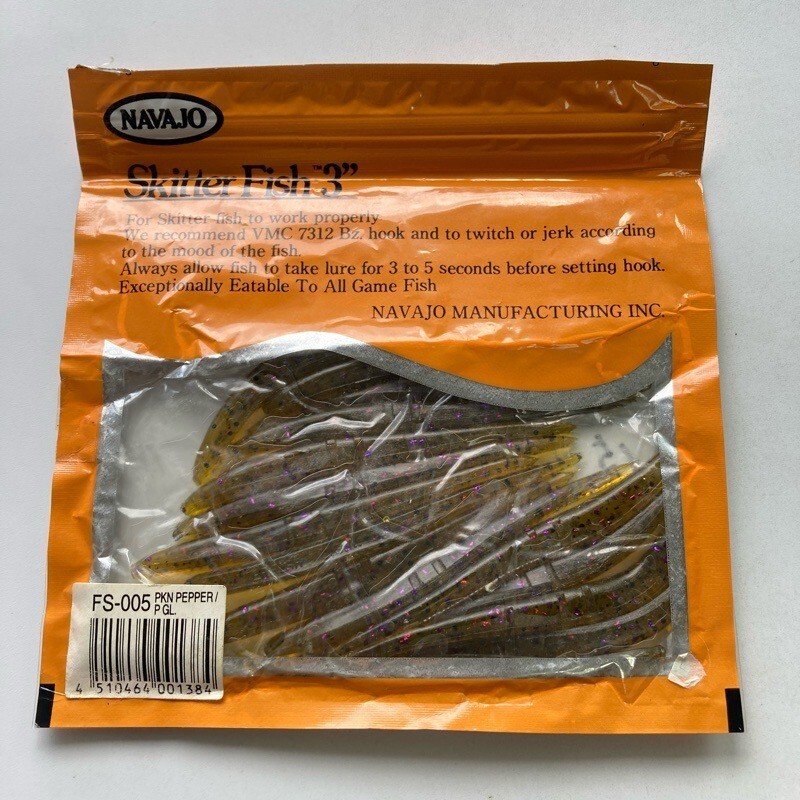 NAVAJO
Skitter Fish™ 3”
For Skitter fish to work properly
We recommend VMC 7312 Bz. hook and to twitch or jerk according
to the mood of the fish.
Always allow fish to take lure for 3 to 5 seconds before setting hook.
Exceptionally Eatable To All Game Fish
NAVAJO MANUFACTURING INC.
FS-005 PKN PEPPER/
P GL.
4 510464 001384